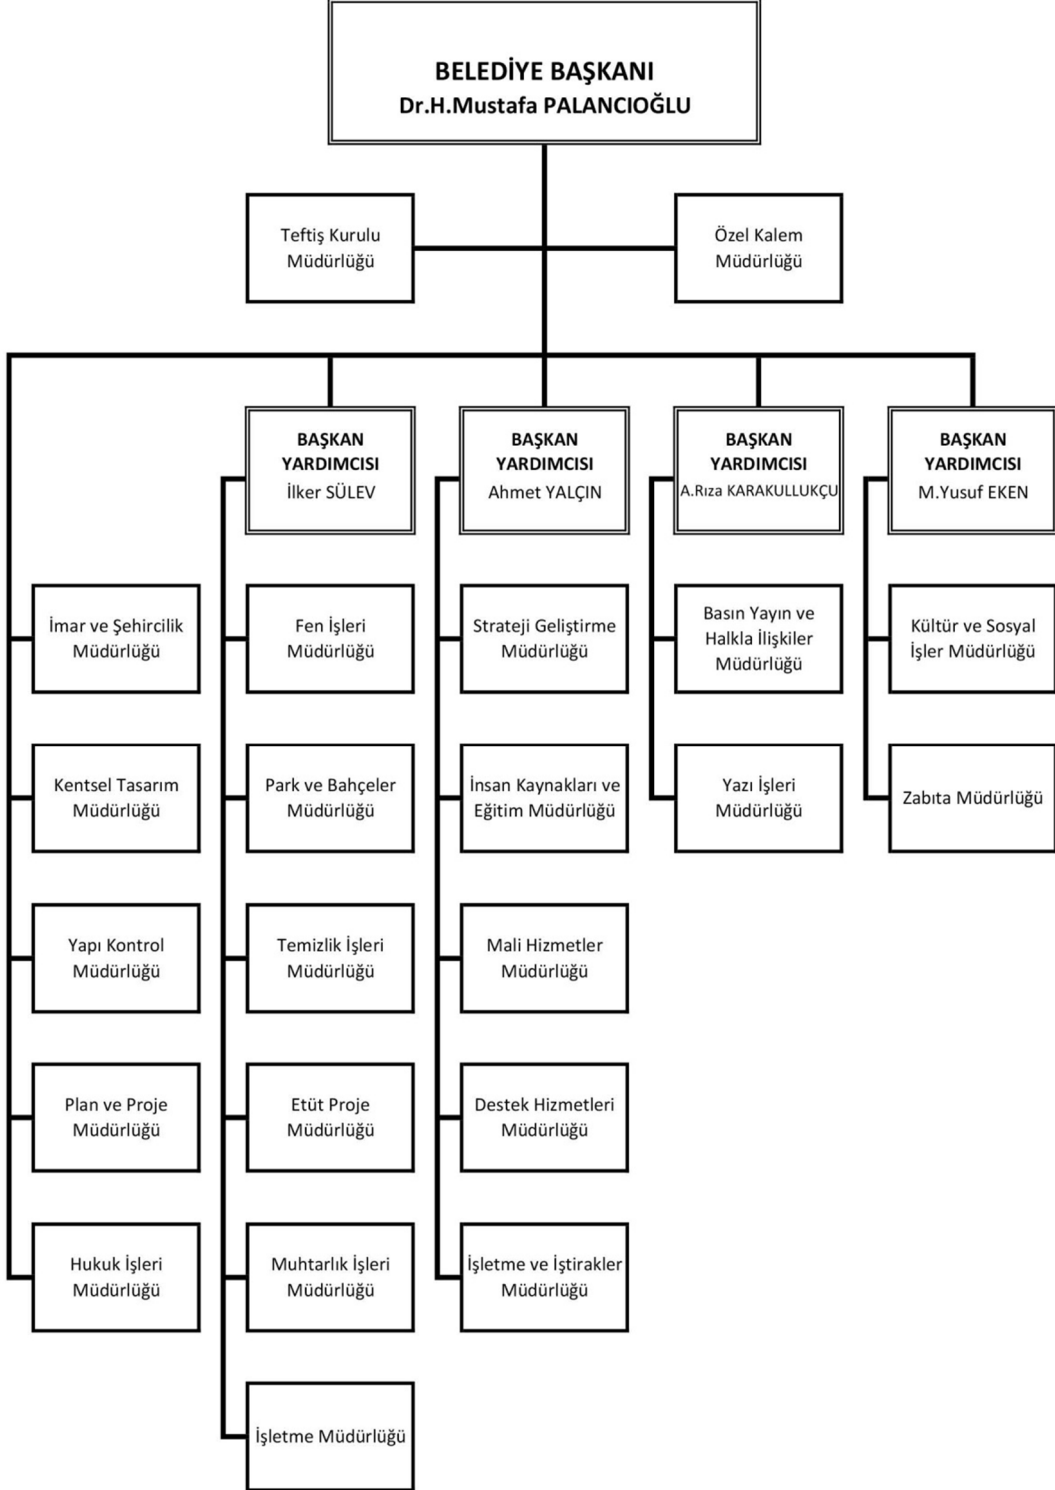 BELEDİYE BAŞKANI
Dr.H.Mustafa PALANCIOĞLU
Teftiş Kurulu
Müdürlüğü
Özel Kalem
Müdürlüğü
BAŞKAN
YARDIMCISI
İlker SÜLEV
BAŞKAN
YARDIMCISI
Ahmet YALÇIN
BAŞKAN
YARDIMCISI
A.Rıza KARAKULLUKÇU
BAŞKAN
YARDIMCISI
M.Yusuf EKEN
İmar ve Şehircilik
Müdürlüğü
Fen İşleri
Müdürlüğü
Strateji Geliştirme
Müdürlüğü
Basın Yayın ve
Halkla İlişkiler
Müdürlüğü
Kültür ve Sosyal
İşler Müdürlüğü
Kentsel Tasarım
Müdürlüğü
Park ve Bahçeler
Müdürlüğü
İnsan Kaynakları ve
Eğitim Müdürlüğü
Yazı İşleri
Müdürlüğü
Zabıta Müdürlüğü
Yapı Kontrol
Müdürlüğü
Temizlik İşleri
Müdürlüğü
Mali Hizmetler
Müdürlüğü
Plan ve Proje
Müdürlüğü
Etüt Proje
Müdürlüğü
Destek Hizmetleri
Müdürlüğü
Hukuk İşleri
Müdürlüğü
Muhtarlık İşleri
Müdürlüğü
İşletme ve İştirakler
Müdürlüğü
İşletme Müdürlüğü